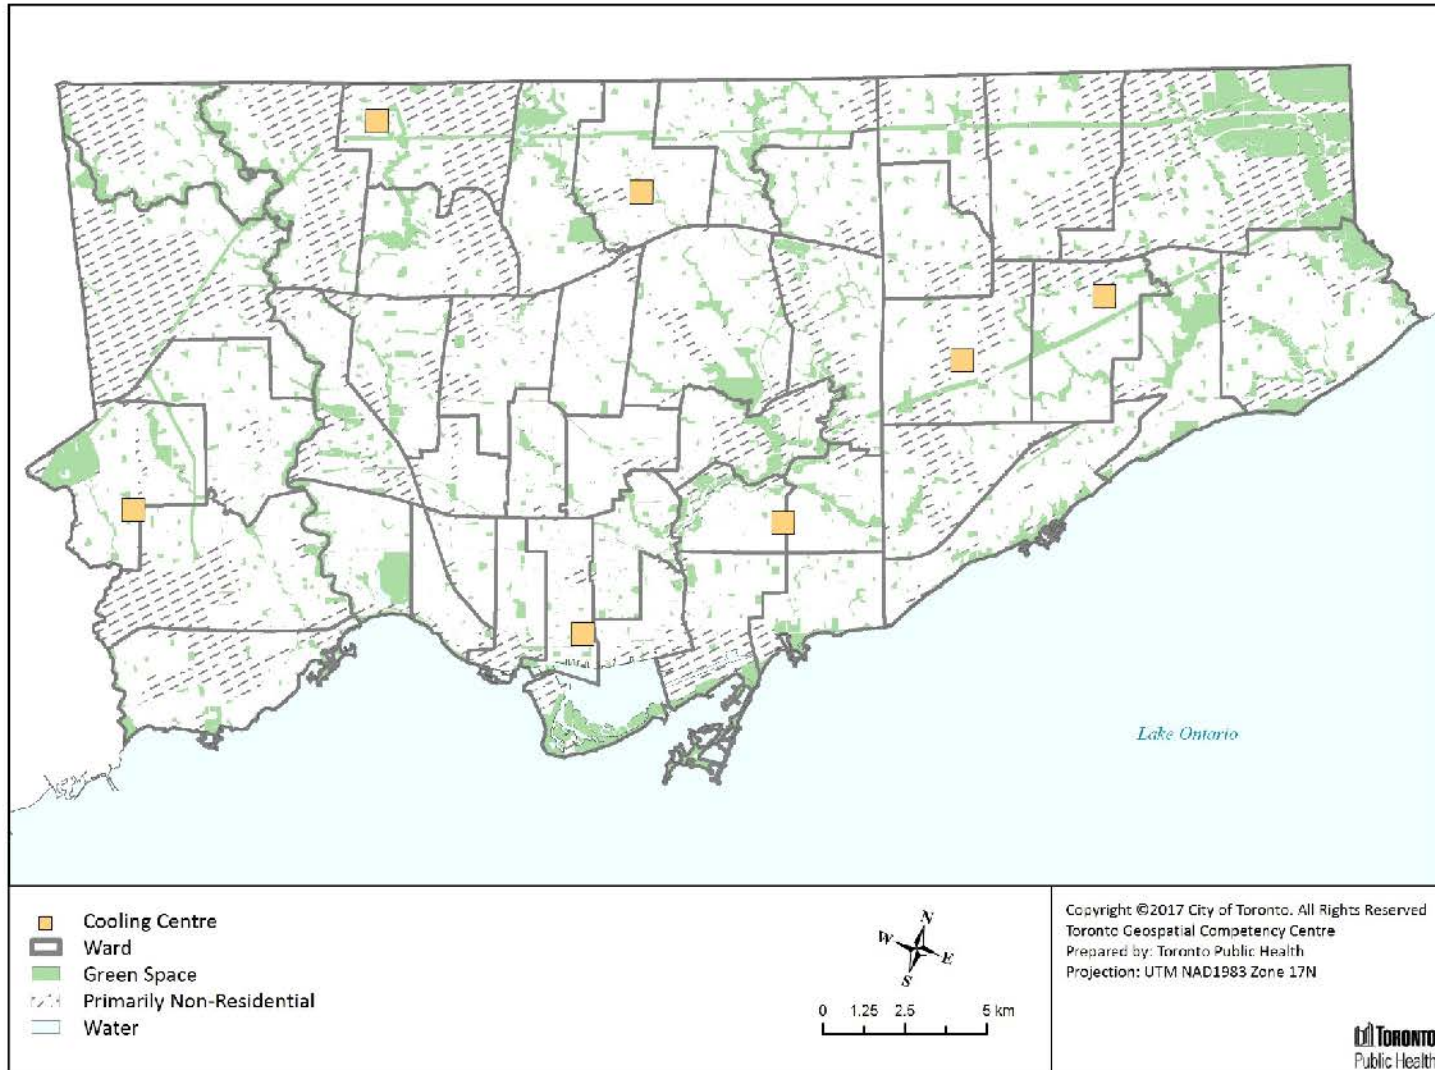 Lake Ontario
Cooling Centre
Ward
Green Space
Primarily Non-Residential
Water
N
W
E
S
0 1.25 2.5 5 km
Copyright ©2017 City of Toronto. All Rights Reserved
Toronto Geospatial Competency Centre
Prepared by: Toronto Public Health
Projection: UTM NAD1983 Zone 17N
TORONTO
Public Health